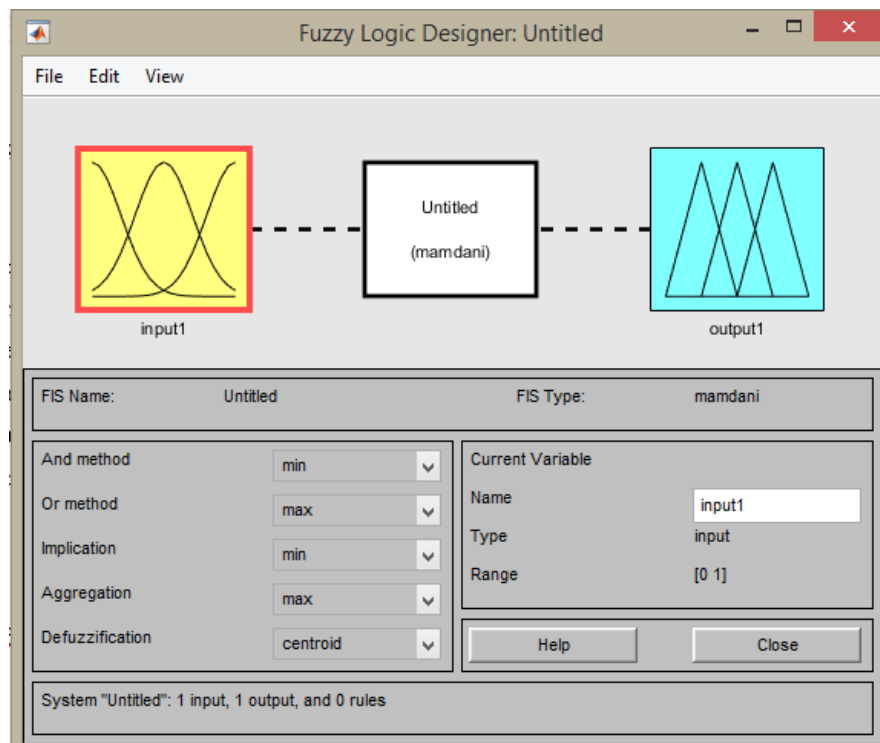 Fuzzy Logic Designer: Untitled
File Edit View
Untitled
(mamdani)
input1
output1
FIS Name: Untitled FIS Type: mamdani
And method min
Or method max
Implication min
Aggregation max
Defuzzification centroid
Current Variable
Name input1
Type input
Range [0 1]
Help Close
System "Untitled": 1 input, 1 output, and 0 rules